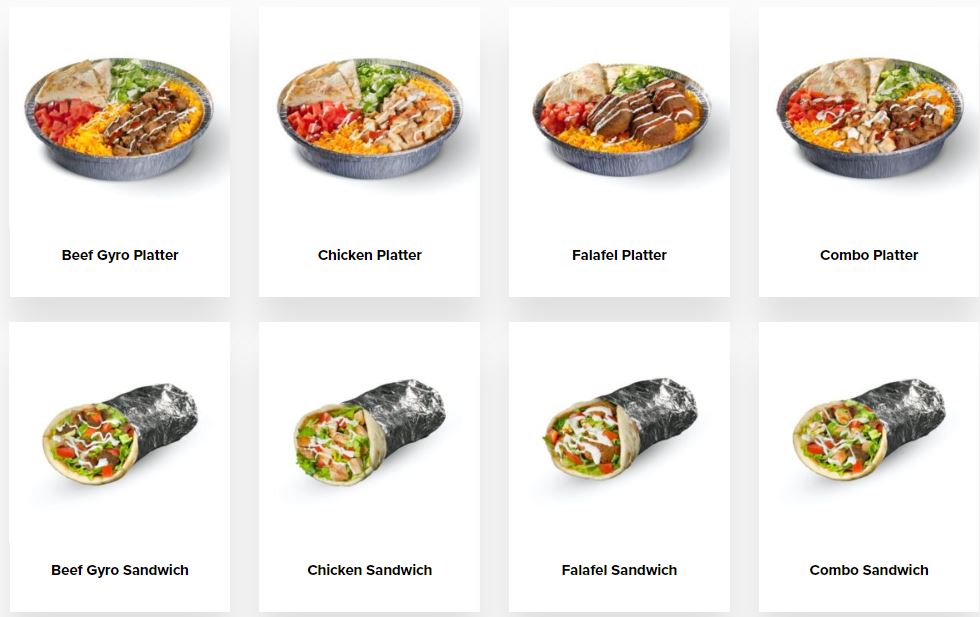 Beef Gyro Platter
Chicken Platter
Falafel Platter
Combo Platter
Beef Gyro Sandwich
Chicken Sandwich
Falafel Sandwich
Combo Sandwich